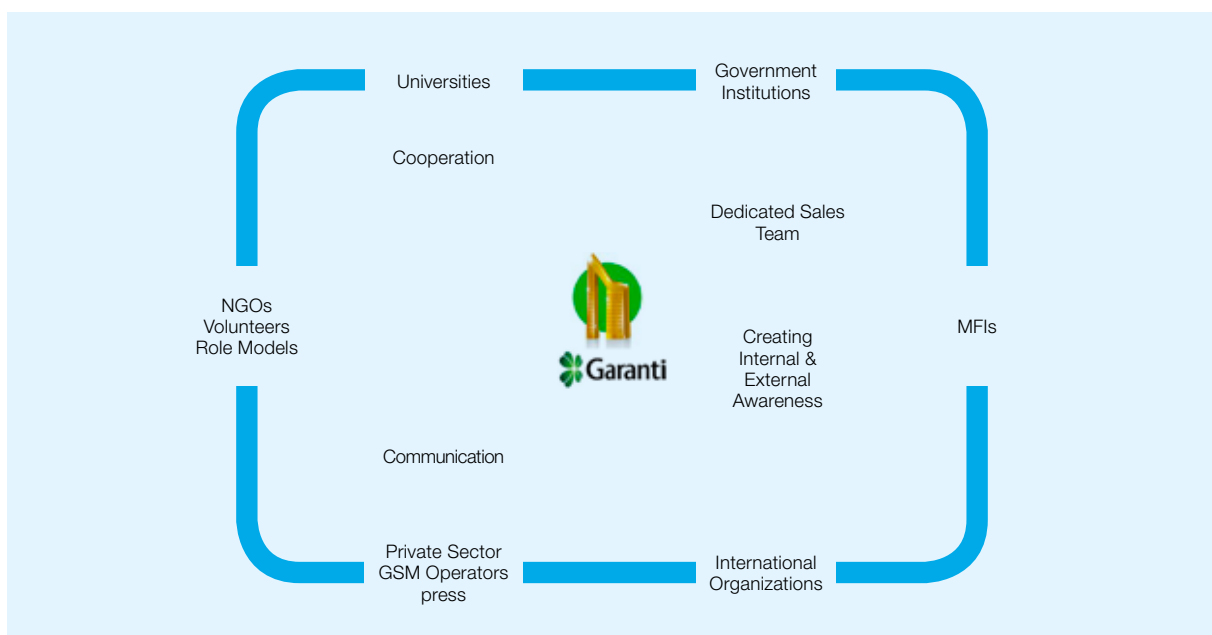 Universities
Government
Institutions
Cooperation
Dedicated Sales
Team
NGOs
Volunteers
Role Models
Garanti
Creating
Internal &
External
Awareness
MFIs
Communication
Private Sector
GSM Operators
press
International
Organizations